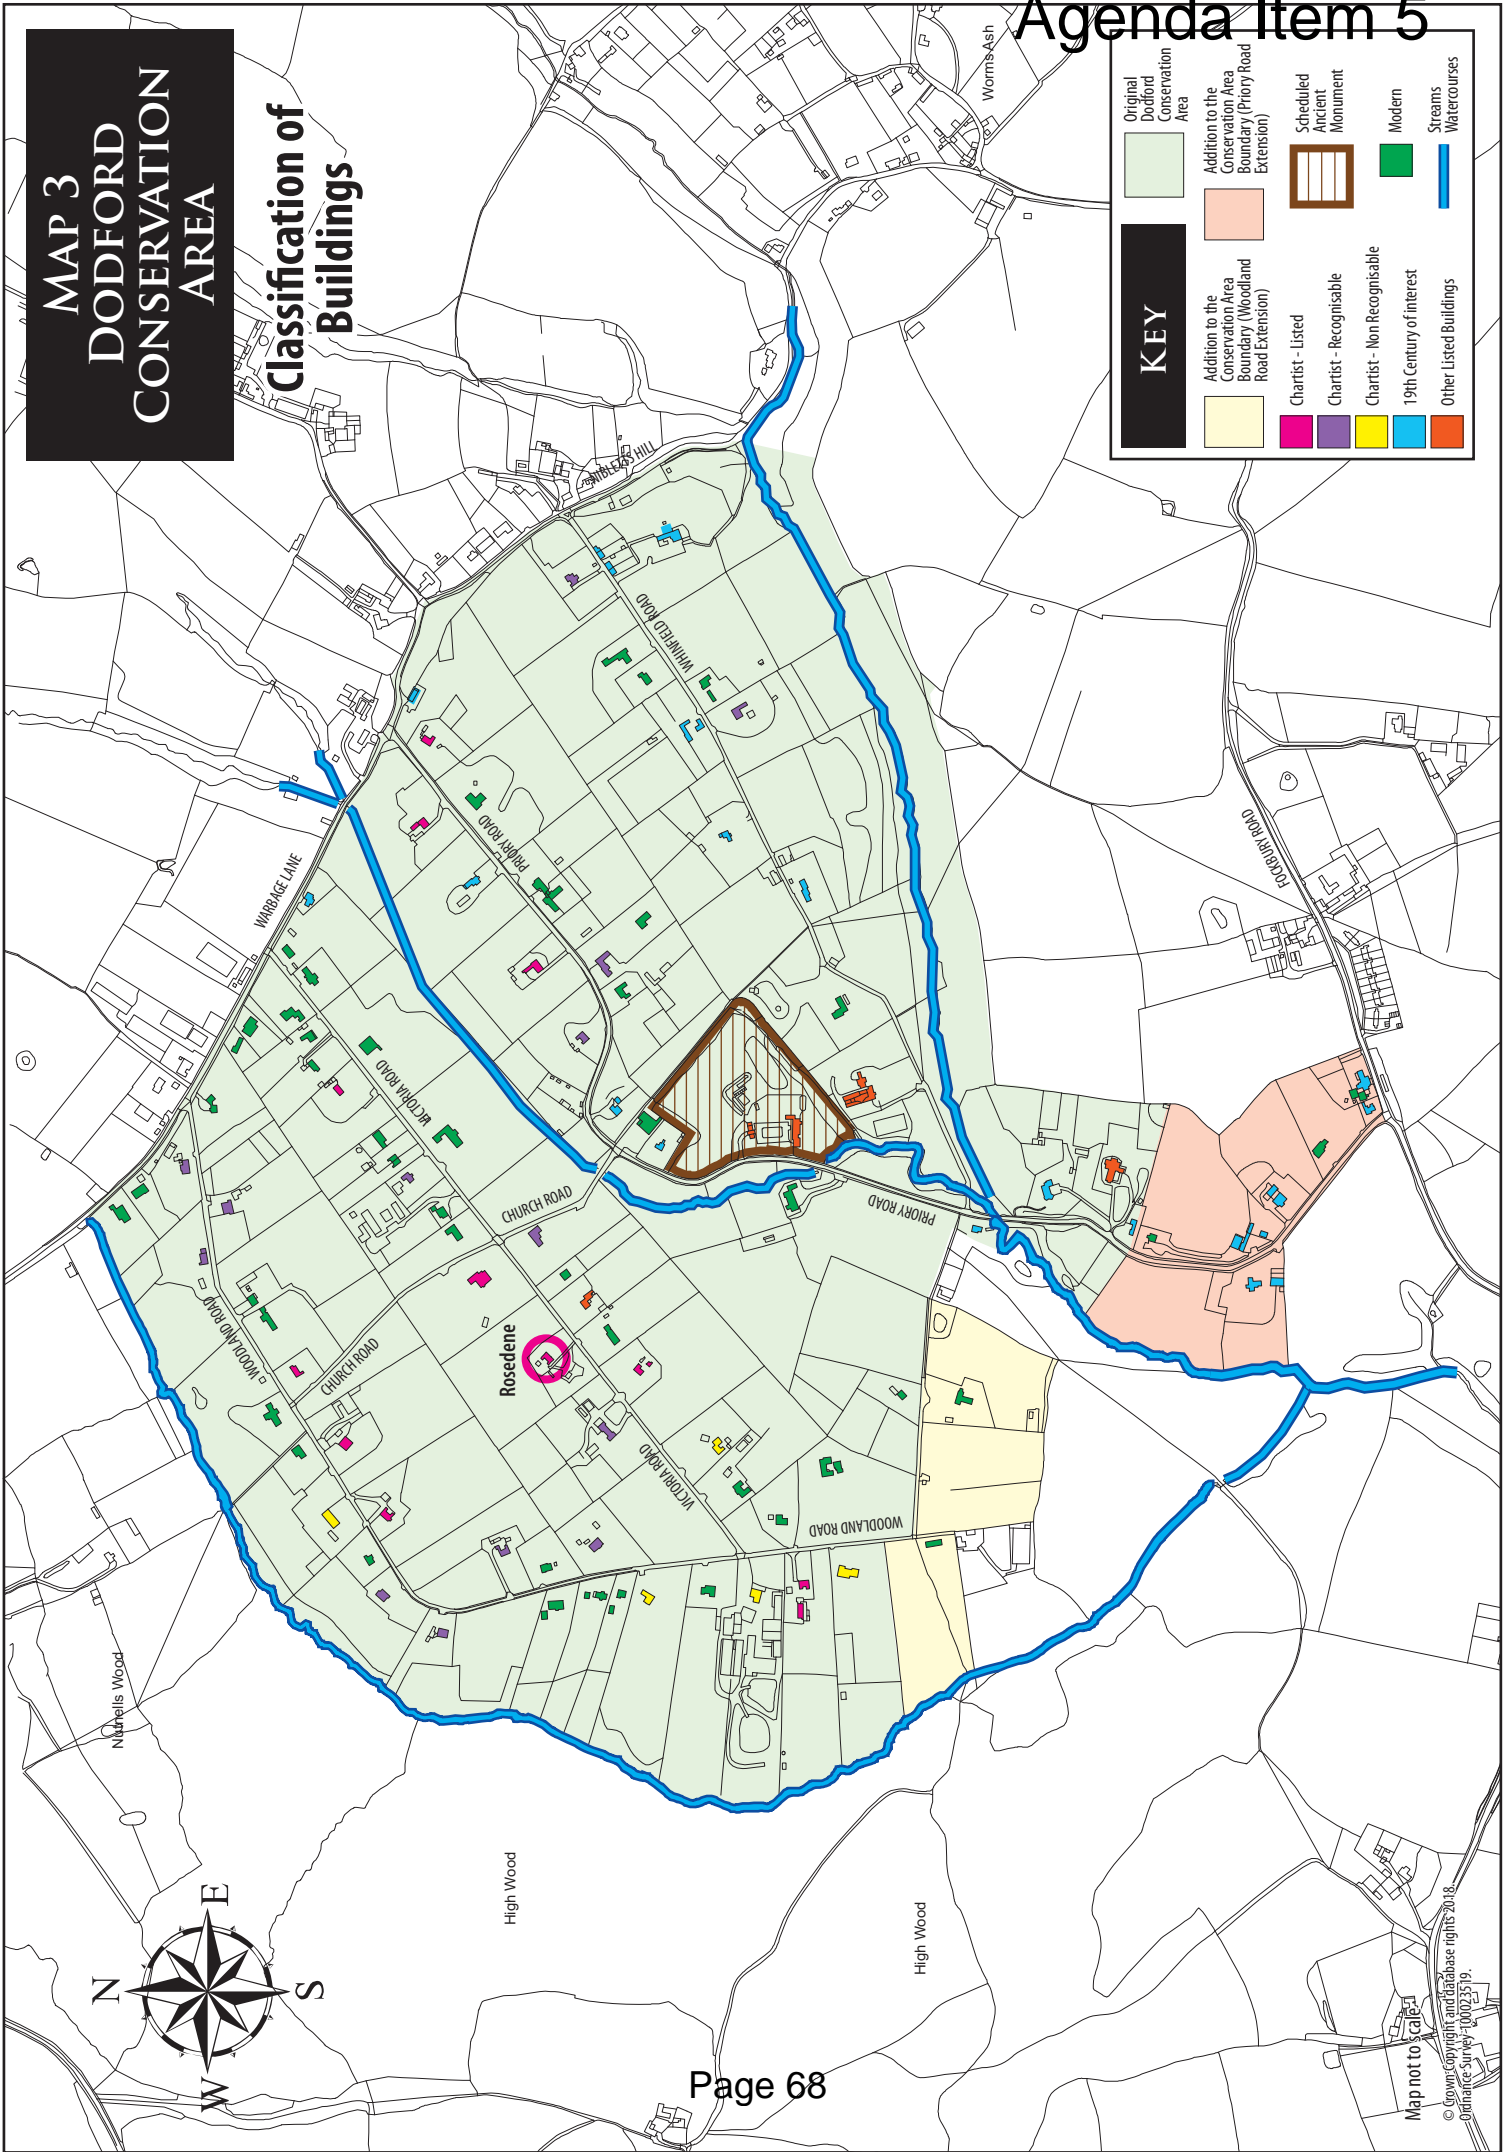 Agenda Item 5
MAP 3
DODFORD
CONSERVATION
AREA
Classification of
Buildings
N
E
S
W
Nutnells Wood
High Wood
High Wood
Worms Ash
WARBAGE LANE
NIBLETTS HILL
WHINFIELD ROAD
PRIORY ROAD
VICTORIA ROAD
CHURCH ROAD
WOODLAND ROAD
CHURCH ROAD
Rosedene
VICTORIA ROAD
WOODLAND ROAD
PRIORY ROAD
FOCKBURY ROAD
KEY
Original
Dodford
Conservation
Area
Addition to the
Conservation Area
Boundary (Woodland
Road Extension)
Addition to the
Conservation Area
Boundary (Priory Road
Extension)
Chartist - Listed
Chartist - Recognisable
Chartist - Non Recognisable
19th Century of interest
Other Listed Buildings
Scheduled
Ancient
Monument
Modern
Streams
Watercourses
Map not to scale.
© Crown Copyright and database rights 2018.
Ordnance Survey 100023519.
Page 68